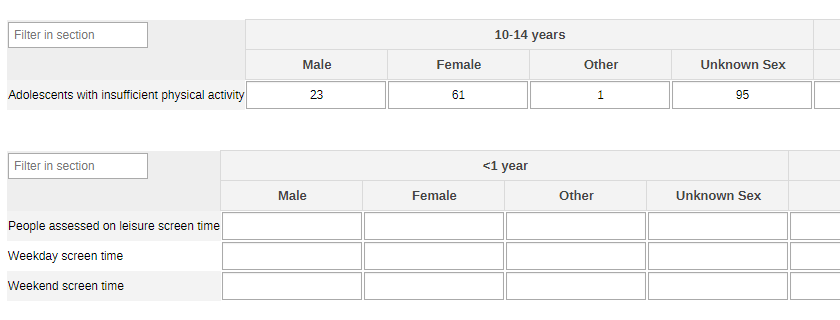 Filter in section
10-14 years
Male Female Other Unknown Sex
Adolescents with insufficient physical activity 23 61 1 95
Filter in section
<1 year
Male Female Other Unknown Sex
People assessed on leisure screen time
Weekday screen time
Weekend screen time